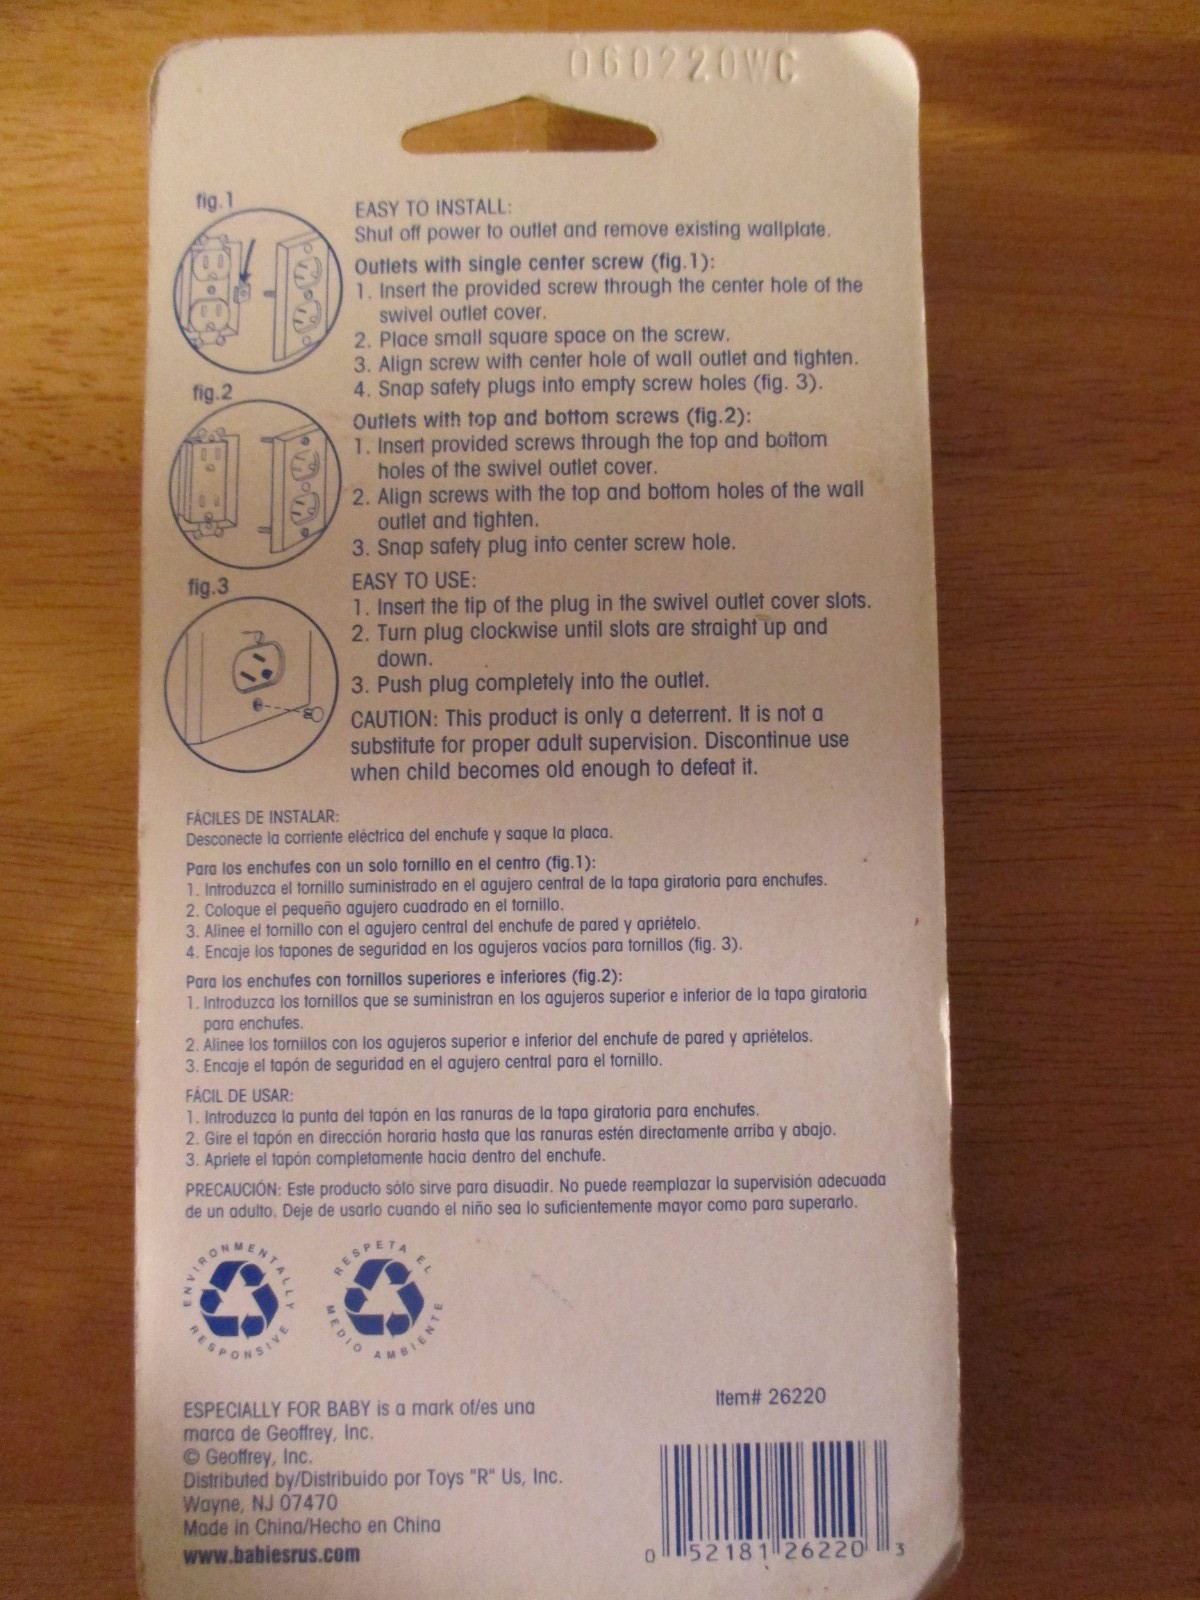 060220WC
fig.1
EASY TO INSTALL:
Shut off power to outlet and remove existing wallplate.
Outlets with single center screw (fig.1):
1. Insert the provided screw through the center hole of the
swivel outlet cover.
2. Place small square space on the screw.
3. Align screw with center hole of wall outlet and tighten.
4. Snap safety plugs into empty screw holes (fig. 3).
fig.2
Outlets with top and bottom screws (fig.2):
1. Insert provided screws through the top and bottom
holes of the swivel outlet cover.
2. Align screws with the top and bottom holes of the wall
outlet and tighten.
3. Snap safety plug into center screw hole.
fig.3
EASY TO USE:
1. Insert the tip of the plug in the swivel outlet cover slots.
2. Turn plug clockwise until slots are straight up and
down.
3. Push plug completely into the outlet.
CAUTION: This product is only a deterrent. It is not a
substitute for proper adult supervision. Discontinue use
when child becomes old enough to defeat it.
FÁCILES DE INSTALAR:
Desconecte la corriente eléctrica del enchufe y saque la placa.
Para los enchufes con un solo tornillo en el centro (fig.1):
1. Introduzca el tornillo suministrado en el agujero central de la tapa giratoria para enchufes.
2. Coloque el pequeño agujero cuadrado en el tornillo.
3. Alinee el tornillo con el agujero central del enchufe de pared y apriételo.
4. Encaje los tapones de seguridad en los agujeros vacíos para tornillos (fig. 3).
Para los enchufes con tornillos superiores e inferiores (fig.2):
1. Introduzca los tornillos que se suministran en los agujeros superior e inferior de la tapa giratoria
para enchufes.
2. Alinee los tornillos con los agujeros superior e inferior del enchufe de pared y apriételos.
3. Encaje el tapón de seguridad en el agujero central para el tornillo.
FÁCIL DE USAR:
1. Introduzca la punta del tapón en las ranuras de la tapa giratoria para enchufes.
2. Gire el tapón en dirección horaria hasta que las ranuras estén directamente arriba y abajo.
3. Apriete el tapón completamente hacia dentro del enchufe.
PRECAUCIÓN: Este producto sólo sirve para disuadir. No puede reemplazar la supervisión adecuada
de un adulto. Deje de usarlo cuando el niño sea lo suficientemente mayor como para superarlo.
ENVIRONMENTALLY RESPONSIVE
RESPETA EL MEDIO AMBIENTE
ESPECIALLY FOR BABY is a mark of/es una
marca de Geoffrey, Inc.
© Geoffrey, Inc.
Distributed by/Distribuido por Toys "R" Us, Inc.
Wayne, NJ 07470
Made in China/Hecho en China
www.babiesrus.com
Item# 26220
0 52181 26220 3